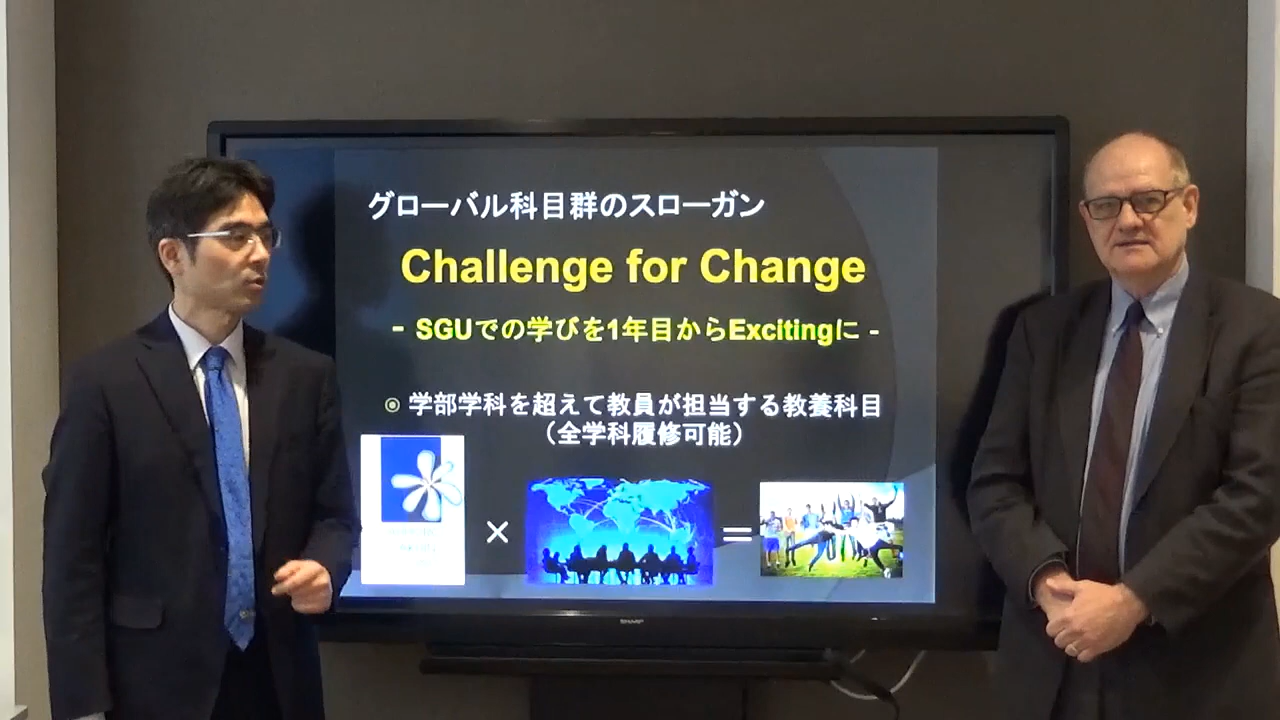 グローバル科目群のスローガン
Challenge for Change
- SGUでの学びを1年目からExcitingに -
◉ 学部学科を超えて教員が担当する教養科目
（全学科履修可能）
×
=
SHARP